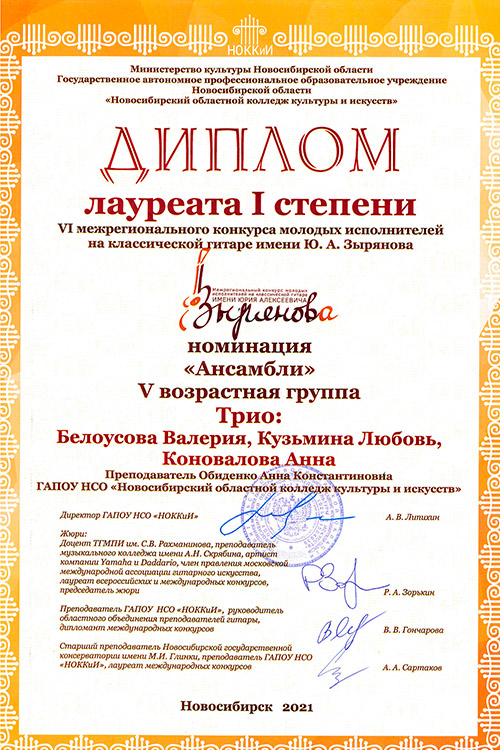 НОККиИ
Министерство культуры Новосибирской области
Государственное автономное профессиональное образовательное учреждение
Новосибирской области
«Новосибирский областной колледж культуры и искусств»
ДИПЛОМ
лауреата I степени
VI межрегионального конкурса молодых исполнителей
на классической гитаре имени Ю. А. Зырянова
Межрегиональный конкурс молодых
исполнителей на классической гитаре
ИМЕНИ ЮРИЯ АЛЕКСЕЕВИЧА
Зырянова
номинация
«Ансамбли»
V возрастная группа
Трио:
Белоусова Валерия, Кузьмина Любовь,
Коновалова Анна
Преподаватель Обиденко Анна Константиновна
ГАПОУ НСО «Новосибирский областной колледж культуры и искусств»
Директор ГАПОУ НСО «НОККиИ» А. В. Литихин
Жюри:
Доцент ТГМПИ им. С.В. Рахманинова, преподаватель
музыкального колледжа имени А.Н. Скрябина, артист
компании Yamaha и Daddario, член правления московской
международной ассоциации гитарного искусства,
лауреат всероссийских и международных конкурсов,
председатель жюри Р. А. Зорькин
Преподаватель ГАПОУ НСО «НОККиИ», руководитель
областного объединения преподавателей гитары,
дипломант международных конкурсов В. В. Гончарова
Старший преподаватель Новосибирской государственной
консерватории имени М.И. Глинки, преподаватель ГАПОУ НСО
«НОККиИ», лауреат международных конкурсов А. А. Сартаков
Новосибирск 2021